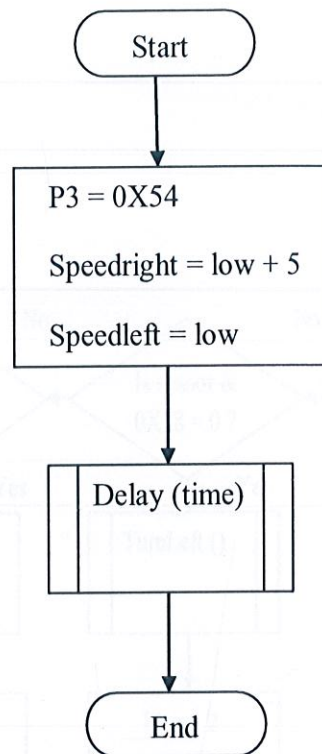 Start
P3 = 0X54
Speedright = low + 5
Speedleft = low
Delay (time)
End